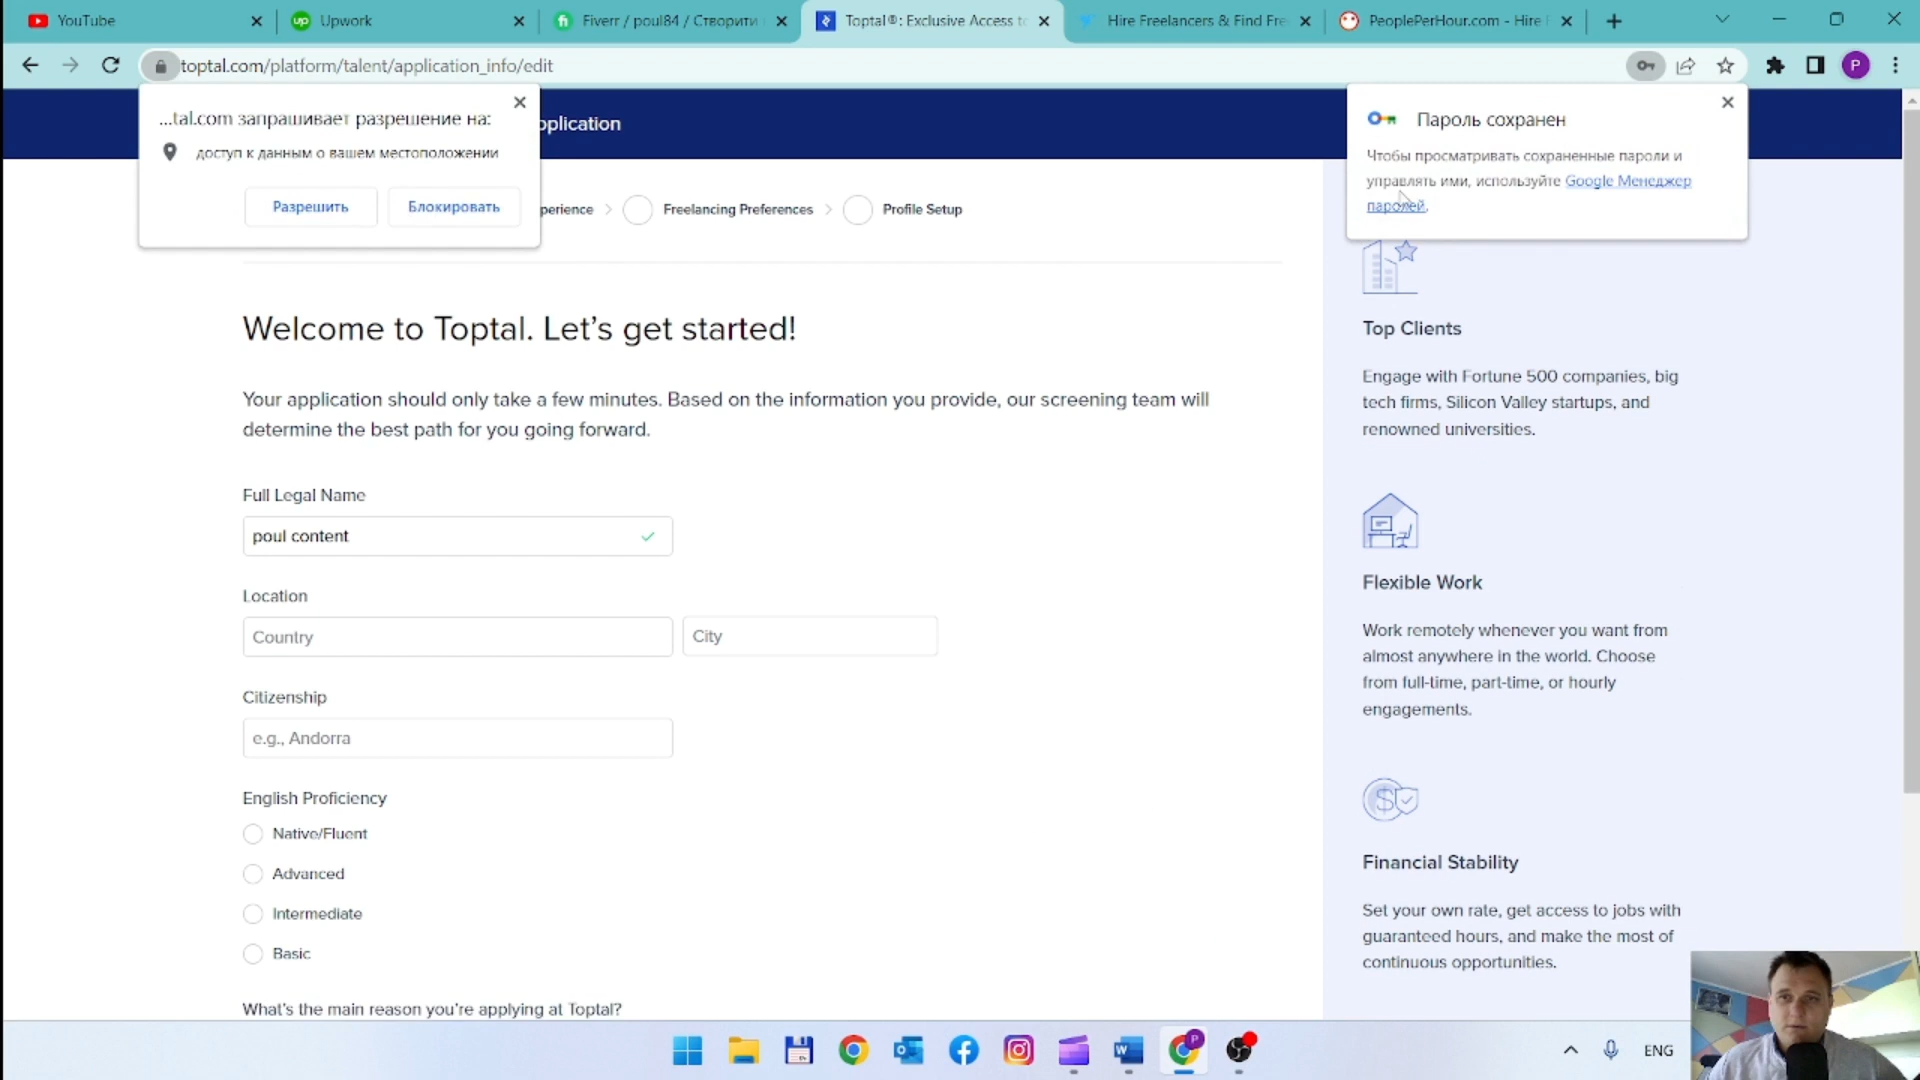 YouTube
Upwork
Fiverr / poul84 / Створити
Toptal®: Exclusive Access to
Hire Freelancers & Find Fre
PeoplePerHour.com - Hire F
toptal.com/platform/talent/application_info/edit
P
...tal.com запрашивает разрешение на:
доступ к данным о вашем местоположении
Разрешить
Блокировать
pplication
Пароль сохранен
Чтобы просматривать сохраненные пароли и
управлять ими, используйте Google Менеджер
паролей.
perience
Freelancing Preferences
Profile Setup
Welcome to Toptal. Let's get started!
Your application should only take a few minutes. Based on the information you provide, our screening team will
determine the best path for you going forward.
Full Legal Name
poul content
Location
Country
City
Citizenship
e.g., Andorra
English Proficiency
Native/Fluent
Advanced
Intermediate
Basic
What's the main reason you're applying at Toptal?
Top Clients
Engage with Fortune 500 companies, big
tech firms, Silicon Valley startups, and
renowned universities.
Flexible Work
Work remotely whenever you want from
almost anywhere in the world. Choose
from full-time, part-time, or hourly
engagements.
Financial Stability
Set your own rate, get access to jobs with
guaranteed hours, and make the most of
continuous opportunities.
ENG